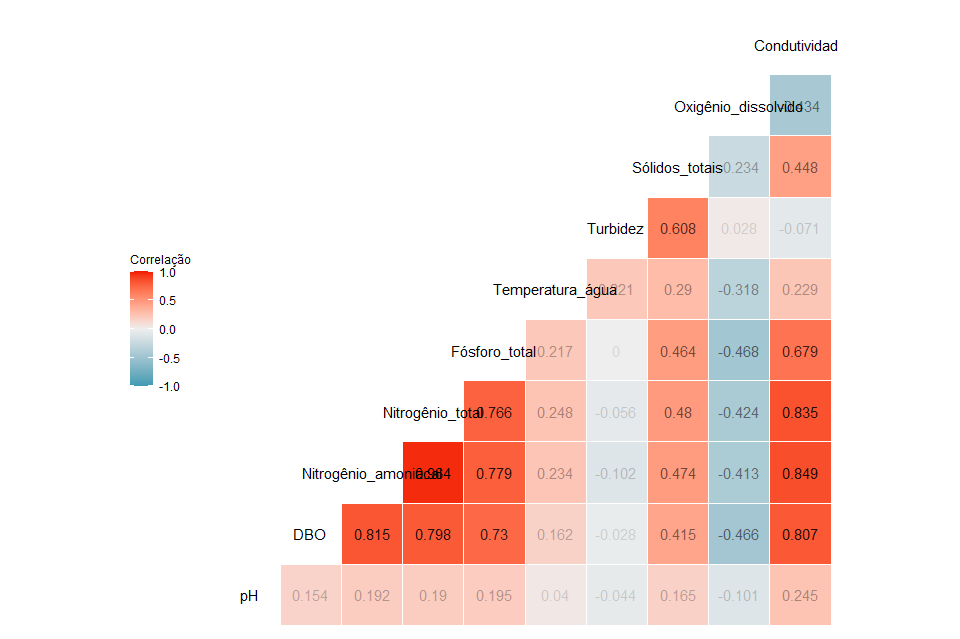 Condutividad
Oxigênio_dissolvido
Sólidos_totais 0.234 0.448
Turbidez 0.608 0.028 -0.071
Correlação
1.0
0.5
0.0
-0.5
-1.0
Temperatura_água 0.29 -0.318 0.229
Fósforo_total 0.217 0 0.464 -0.468 0.679
Nitrogênio_total 0.766 0.248 -0.056 0.48 -0.424 0.835
Nitrogênio_amoniacal 0.964 0.779 0.234 -0.102 0.474 -0.413 0.849
DBO 0.815 0.798 0.73 0.162 -0.028 0.415 -0.466 0.807
pH 0.154 0.192 0.19 0.195 0.04 -0.044 0.165 -0.101 0.245